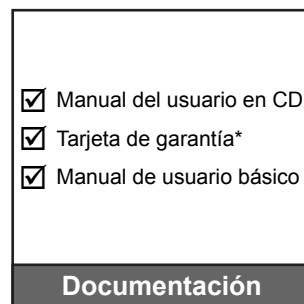 Manual del usuario en CD
Tarjeta de garantía*
Manual de usuario básico
Documentación